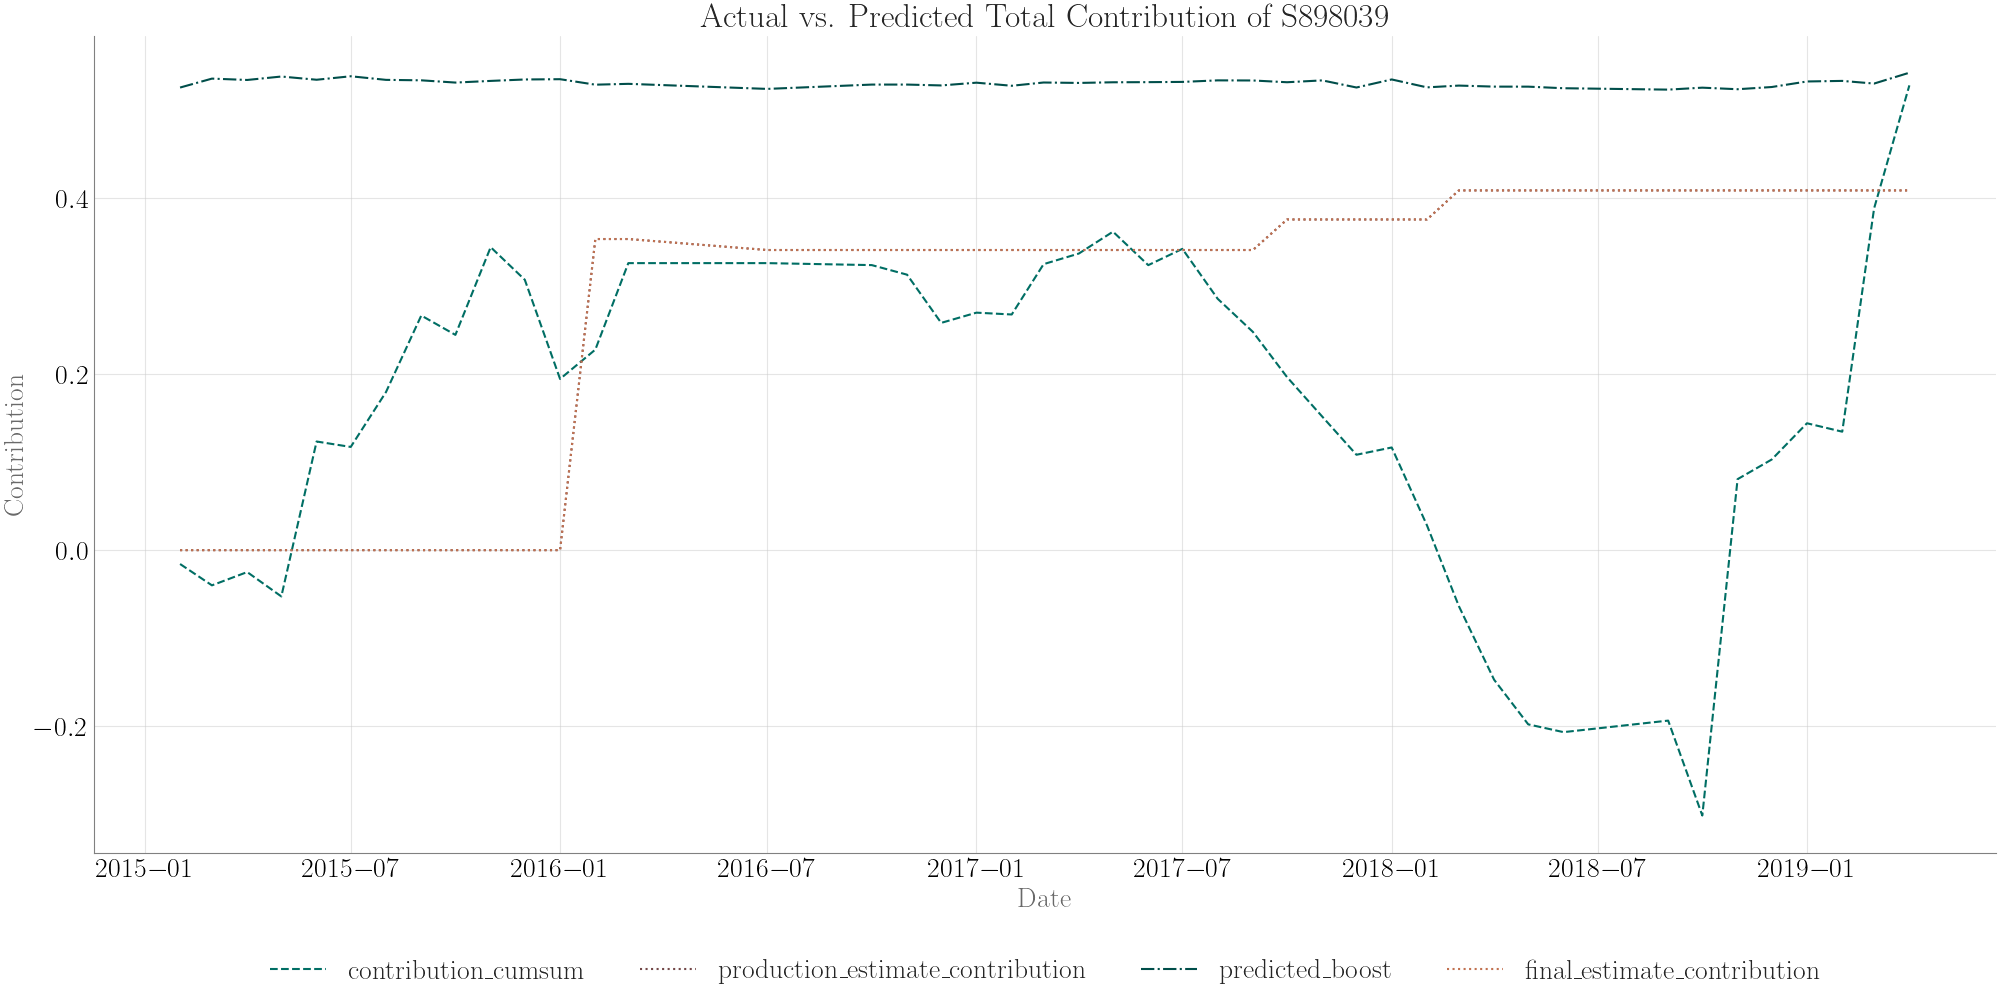 Actual vs. Predicted Total Contribution of S898039
Contribution
0.4
0.2
0.0
−0.2
2015−01 2015−07 2016−01 2016−07 2017−01 2017−07 2018−01 2018−07 2019−01
Date
contribution_cumsum production_estimate_contribution predicted_boost final_estimate_contribution